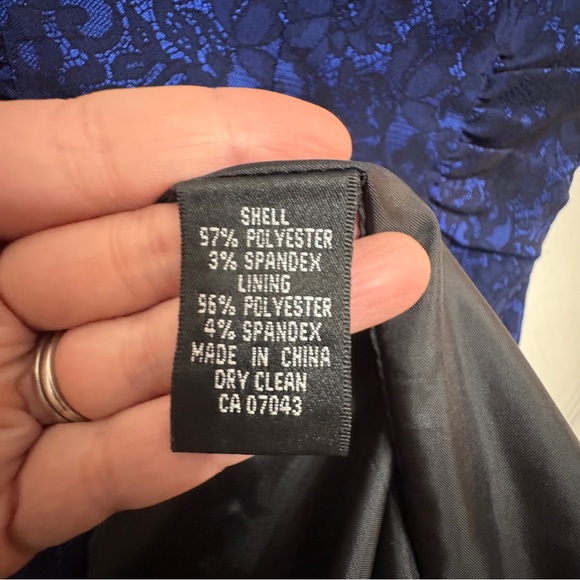 SHELL
97% POLYESTER
3% SPANDEX
LINING
96% POLYESTER
4% SPANDEX
MADE IN CHINA
DRY CLEAN
CA 07043